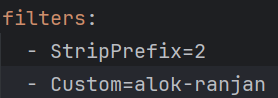 filters:
- StripPrefix=2
- Custom=alok-ranjan